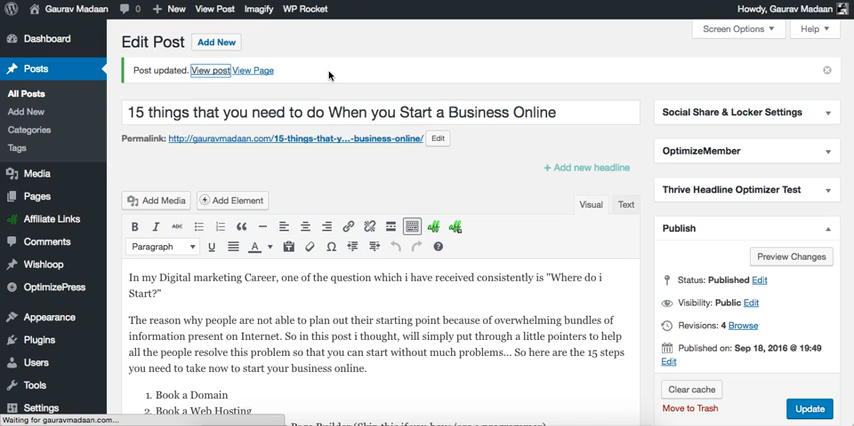 Gaurav Madaan 0 New View Post Imagify WP Rocket Howdy, Gaurav Madaan
Screen Options Help
Dashboard
Posts
All Posts
Add New
Categories
Tags
Media
Pages
Affiliate Links
Comments
Wishloop
OptimizePress
Appearance
Plugins
Users
Tools
Settings
Waiting for gauravmadaan.com...
Edit Post Add New
Post updated. View post View Page
15 things that you need to do When you Start a Business Online
Permalink: http://gauravmadaan.com/15-things-that-y...-business-online/ Edit
+ Add new headline
Add Media Add Element
Visual Text
B I ABC
Paragraph U A
In my Digital marketing Career, one of the question which i have received consistently is "Where do i
Start?"
The reason why people are not able to plan out their starting point because of overwhelming bundles of
information present on Internet. So in this post i thought, will simply put through a little pointers to help
all the people resolve this problem so that you can start without much problems... So here are the 15 steps
you need to take now to start your business online.
1. Book a Domain
2. Book a Web Hosting
Page Builder (Skip this if you have/are a programmer)
Social Share & Locker Settings
OptimizeMember
Thrive Headline Optimizer Test
Publish
Preview Changes
Status: Published Edit
Visibility: Public Edit
Revisions: 4 Browse
Published on: Sep 18, 2016 @ 19:49
Edit
Clear cache
Move to Trash Update